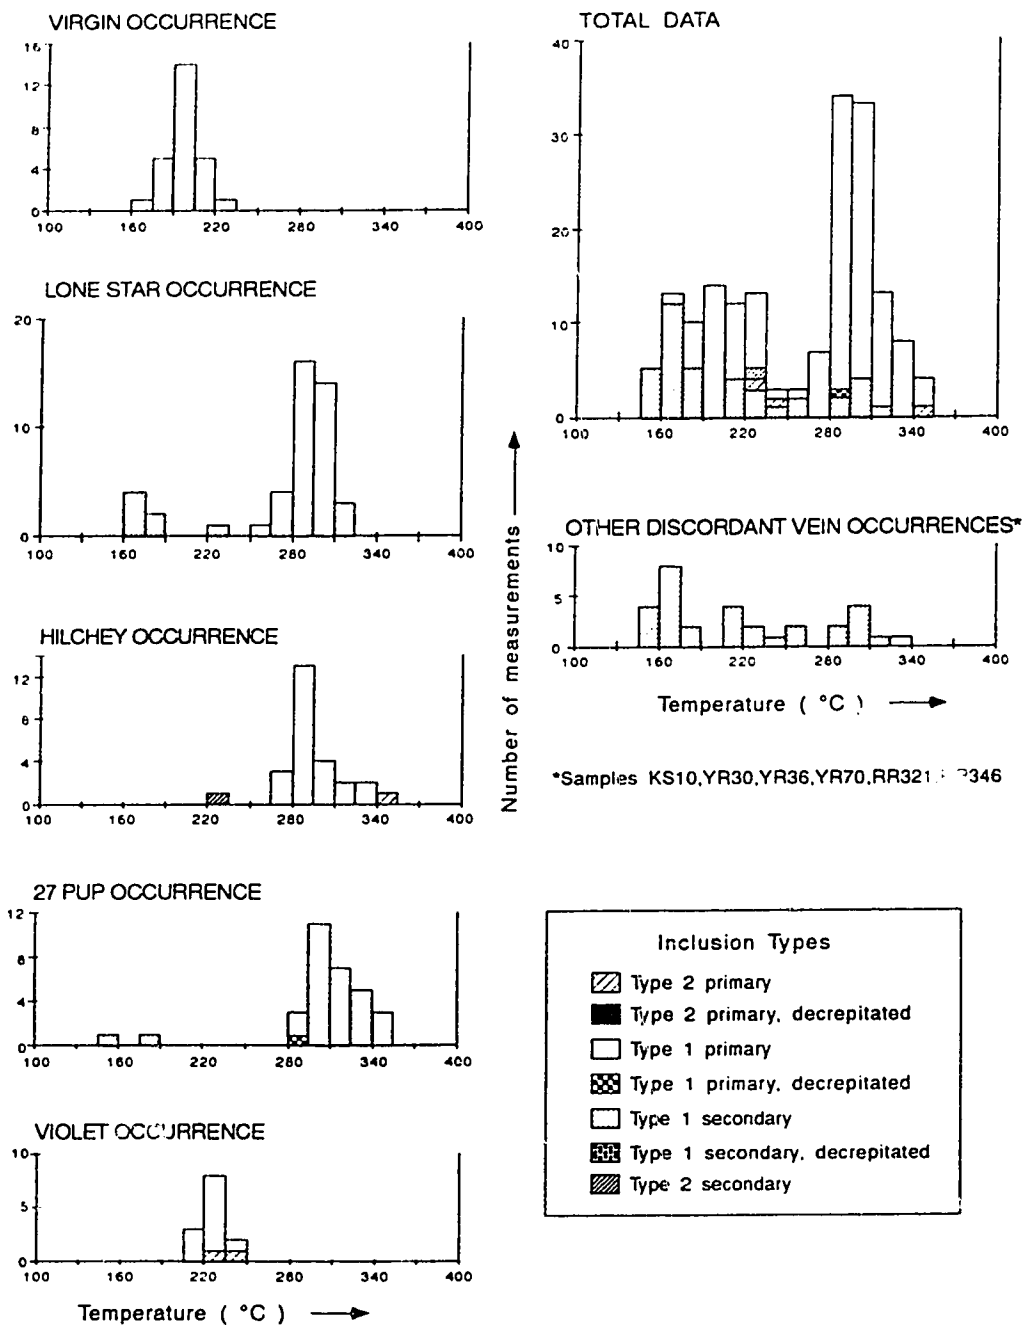 VIRGIN OCCURRENCE
16
12
8
4
0
100 160 220 280 340 400
LONE STAR OCCURRENCE
20
10
0
100 160 220 280 340 400
HILCHEY OCCURRENCE
12
8
4
0
100 160 220 280 340 400
27 PUP OCCURRENCE
12
8
4
0
100 160 220 280 340 400
VIOLET OCCURRENCE
10
5
0
100 160 220 280 340 400
Temperature ( °C )
Number of measurements
TOTAL DATA
40
30
20
10
0
100 160 220 280 340 400
OTHER DISCORDANT VEIN OCCURRENCES*
10
5
0
100 160 220 280 340 400
Temperature ( °C )
*Samples KS10,YR30,YR36,YR70,RR321
Inclusion Types
Type 2 primary
Type 2 primary, decrepitated
Type 1 primary
Type 1 primary, decrepitated
Type 1 secondary
Type 1 secondary, decrepitated
Type 2 secondary